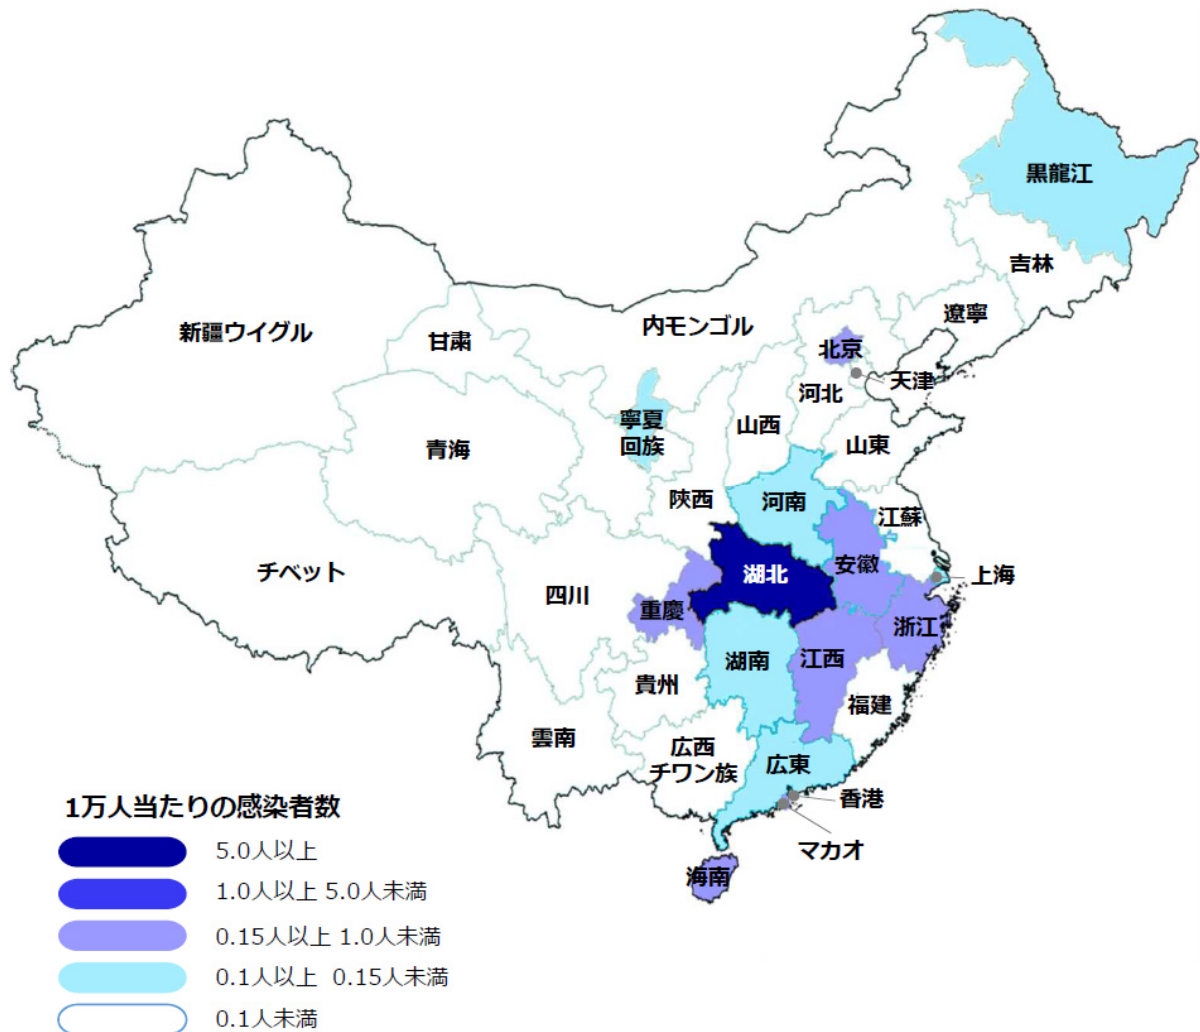 黒龍江
吉林
遼寧
内モンゴル
新疆ウイグル
甘粛
北京
天津
河北
寧夏
回族
山西
山東
青海
陝西
河南
江蘇
チベット
四川
湖北
安徽
上海
重慶
浙江
湖南
江西
貴州
福建
雲南
広西
チワン族
広東
香港
マカオ
海南
1万人当たりの感染者数
5.0人以上
1.0人以上 5.0人未満
0.15人以上 1.0人未満
0.1人以上 0.15人未満
0.1人未満